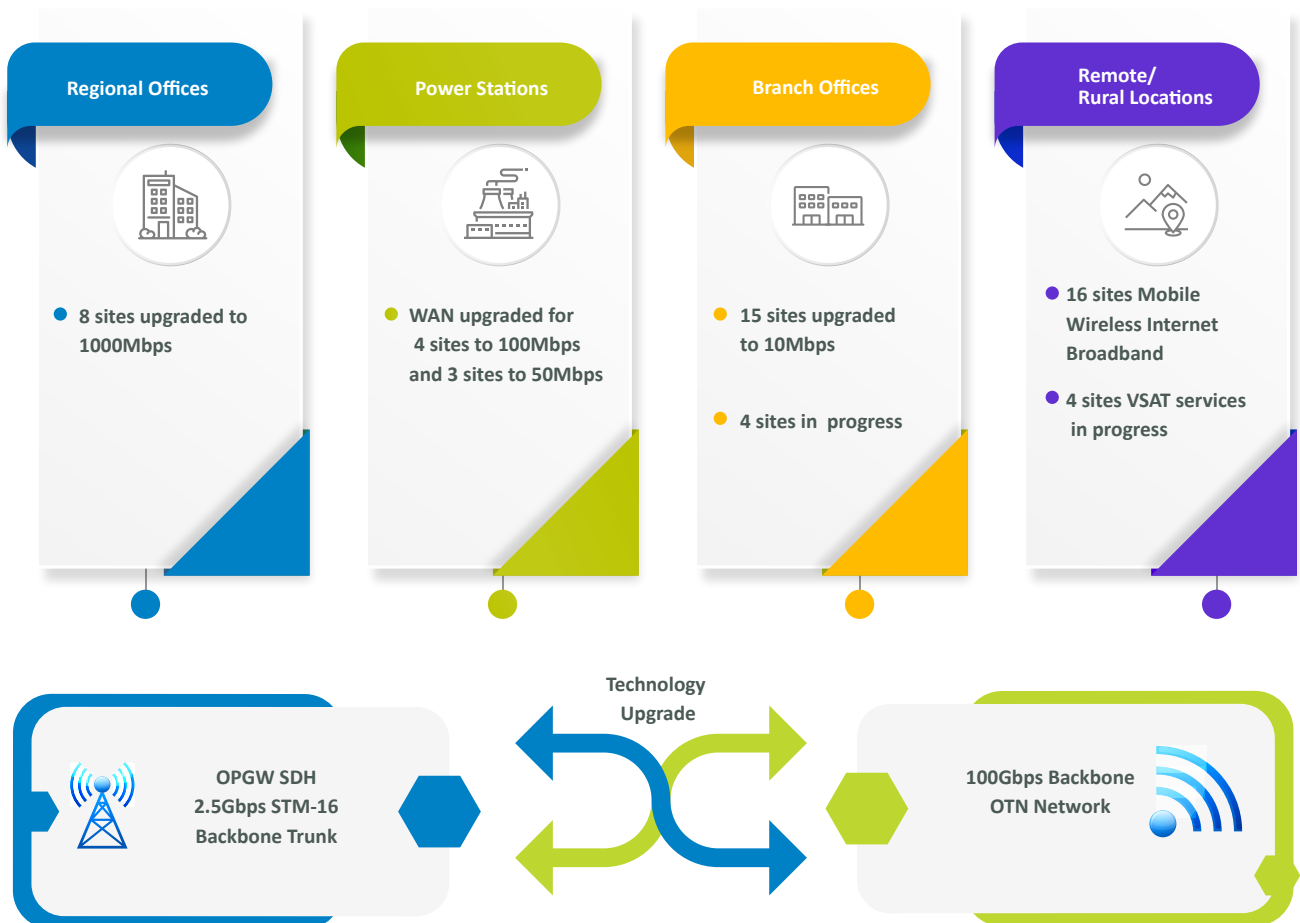 Regional Offices
8 sites upgraded to
1000Mbps
Power Stations
WAN upgraded for
4 sites to 100Mbps
and 3 sites to 50Mbps
Branch Offices
15 sites upgraded
to 10Mbps
4 sites in progress
Remote/
Rural Locations
16 sites Mobile
Wireless Internet
Broadband
4 sites VSAT services
in progress
Technology
Upgrade
OPGW SDH
2.5Gbps STM-16
Backbone Trunk
100Gbps Backbone
OTN Network